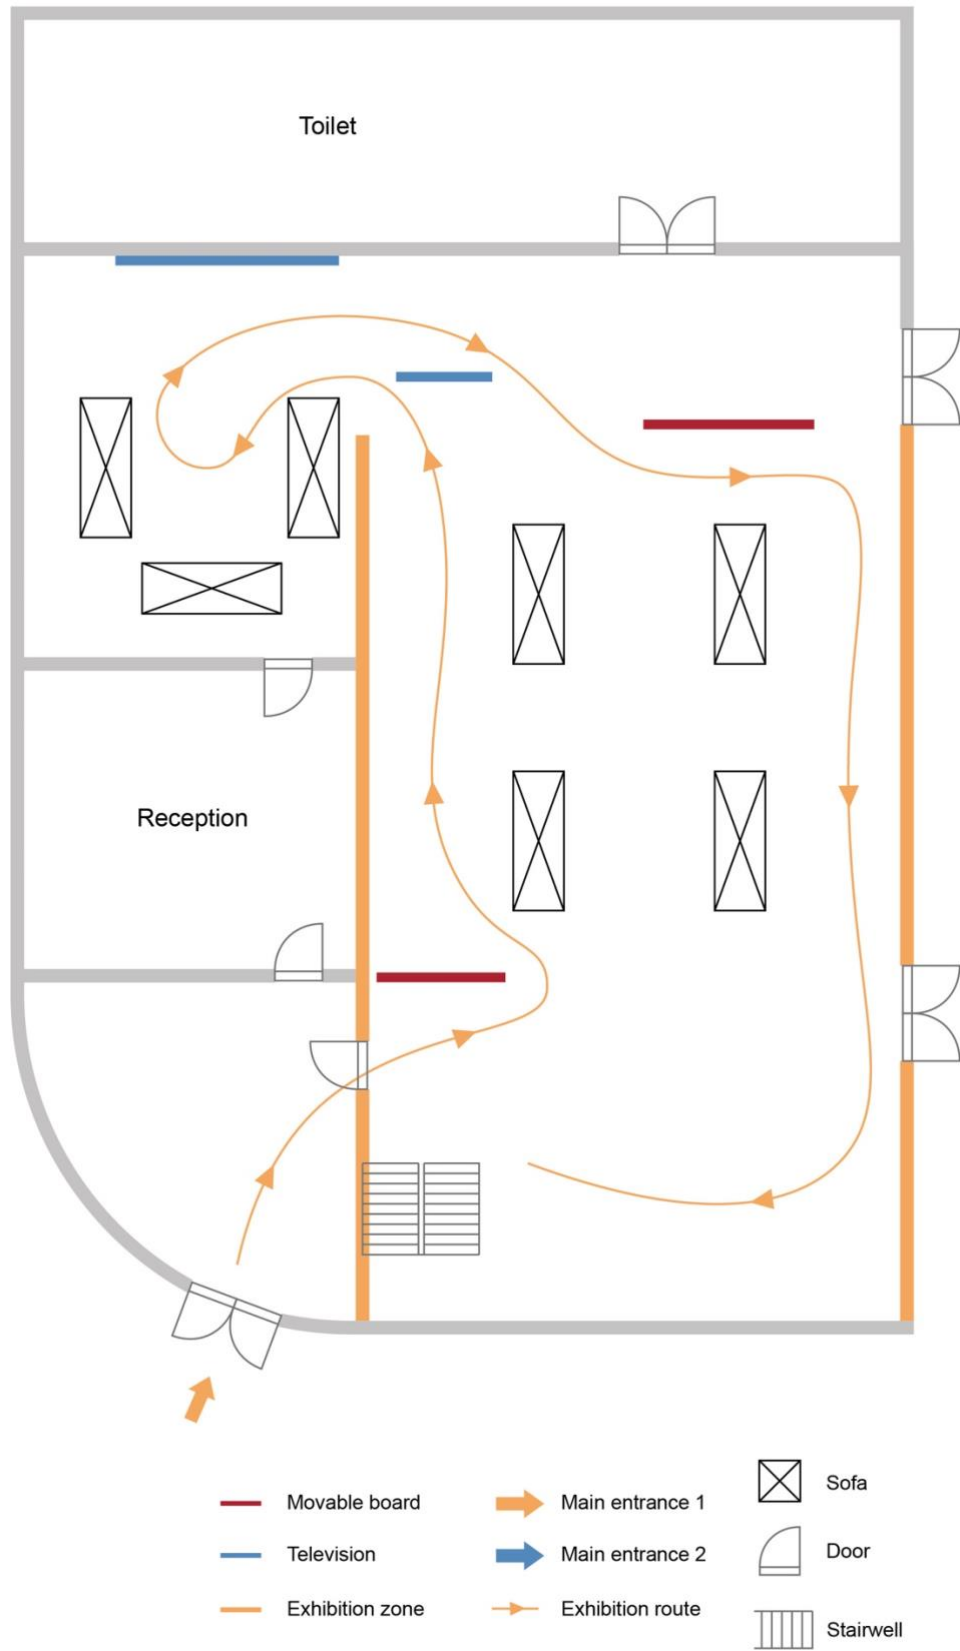 Toilet
Reception
Movable board
Television
Exhibition zone
Main entrance 1
Main entrance 2
Exhibition route
Sofa
Door
Stairwell